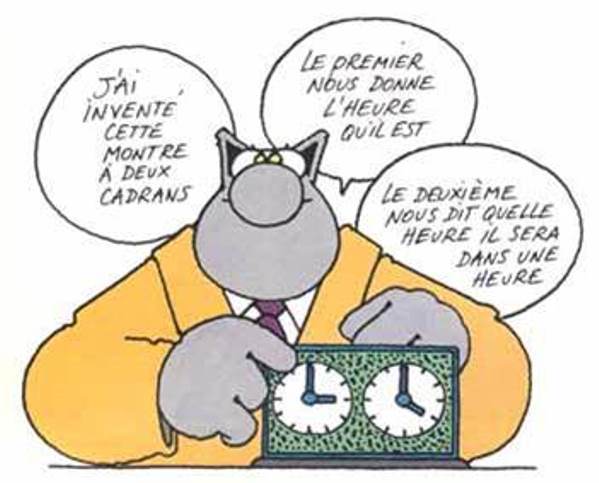 J'AI
INVENTÉ
CETTE
MONTRE
À DEUX
CADRANS
LE PREMIER
NOUS DONNE
L'HEURE
QU'IL EST
LE DEUXIÈME
NOUS DIT QUELLE
HEURE IL SERA
DANS UNE
HEURE